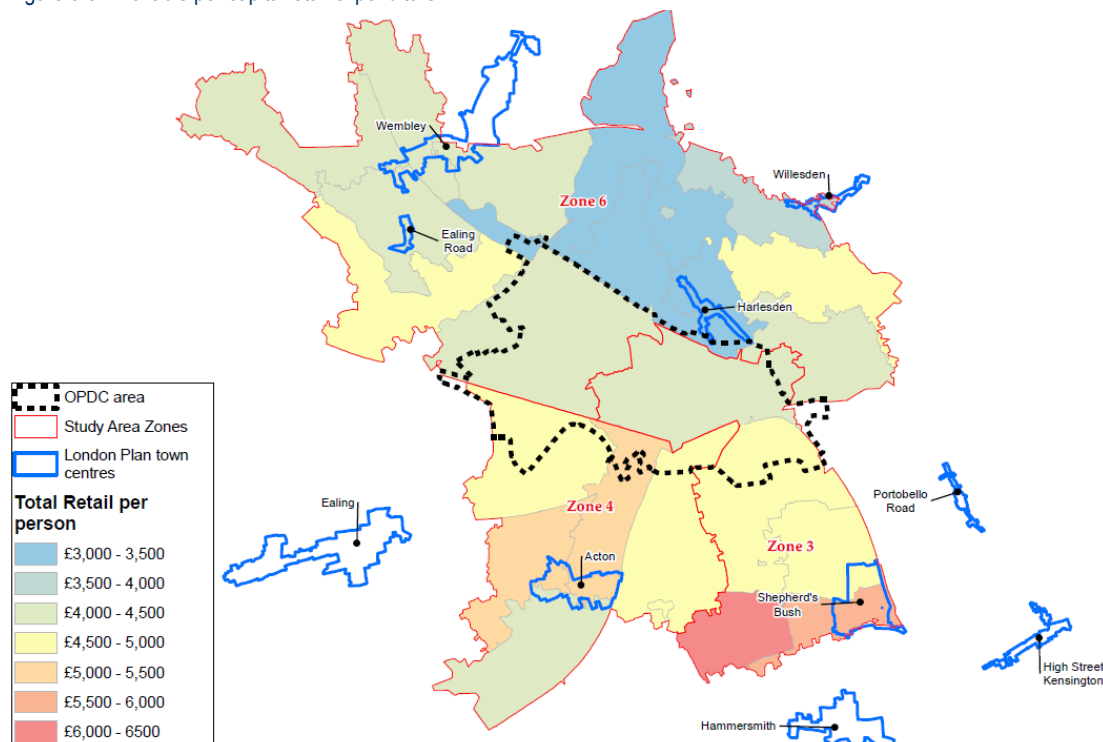 Wembley
Willesden
Zone 6
Ealing
Road
Harlesden
OPDC area
Study Area Zones
London Plan town
centres
Total Retail per
person
£3,000 - 3,500
£3,500 - 4,000
£4,000 - 4,500
£4,500 - 5,000
£5,000 - 5,500
£5,500 - 6,000
£6,000 - 6500
Ealing
Zone 4
Acton
Zone 3
Portobello
Road
Shepherd's
Bush
High Street
Kensington
Hammersmith